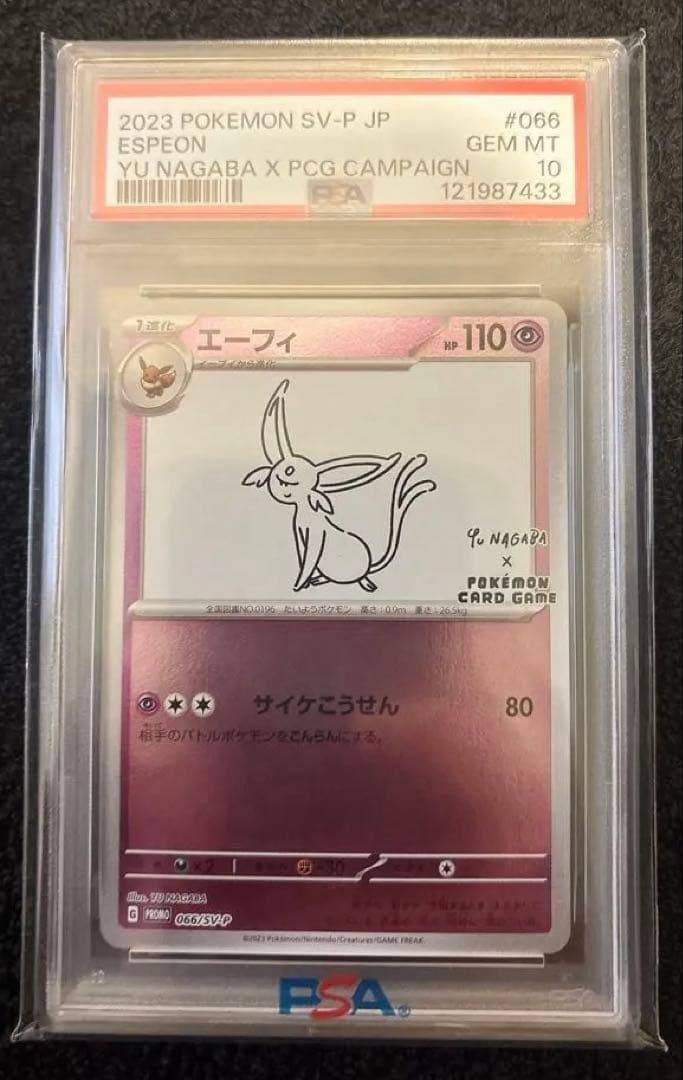 2023 POKEMON SV-P JP #066
ESPEON GEM MT
YU NAGABA X PCG CAMPAIGN 10
PSA 121987433
1進化 エーフィ HP 110
イーブイから進化
Yu NAGABA
X
POKÉMON
CARD GAME
全国図鑑NO.0196 たいようポケモン 高さ:0.9m 重さ:26.5kg
サイケこうせん 80
相手のバトルポケモンをこんらんにする。
×2 -30
Illus. YU NAGABA
G PROMO 066/SV-P
©2023 Pokémon/Nintendo/Creatures/GAME FREAK.
PSA®